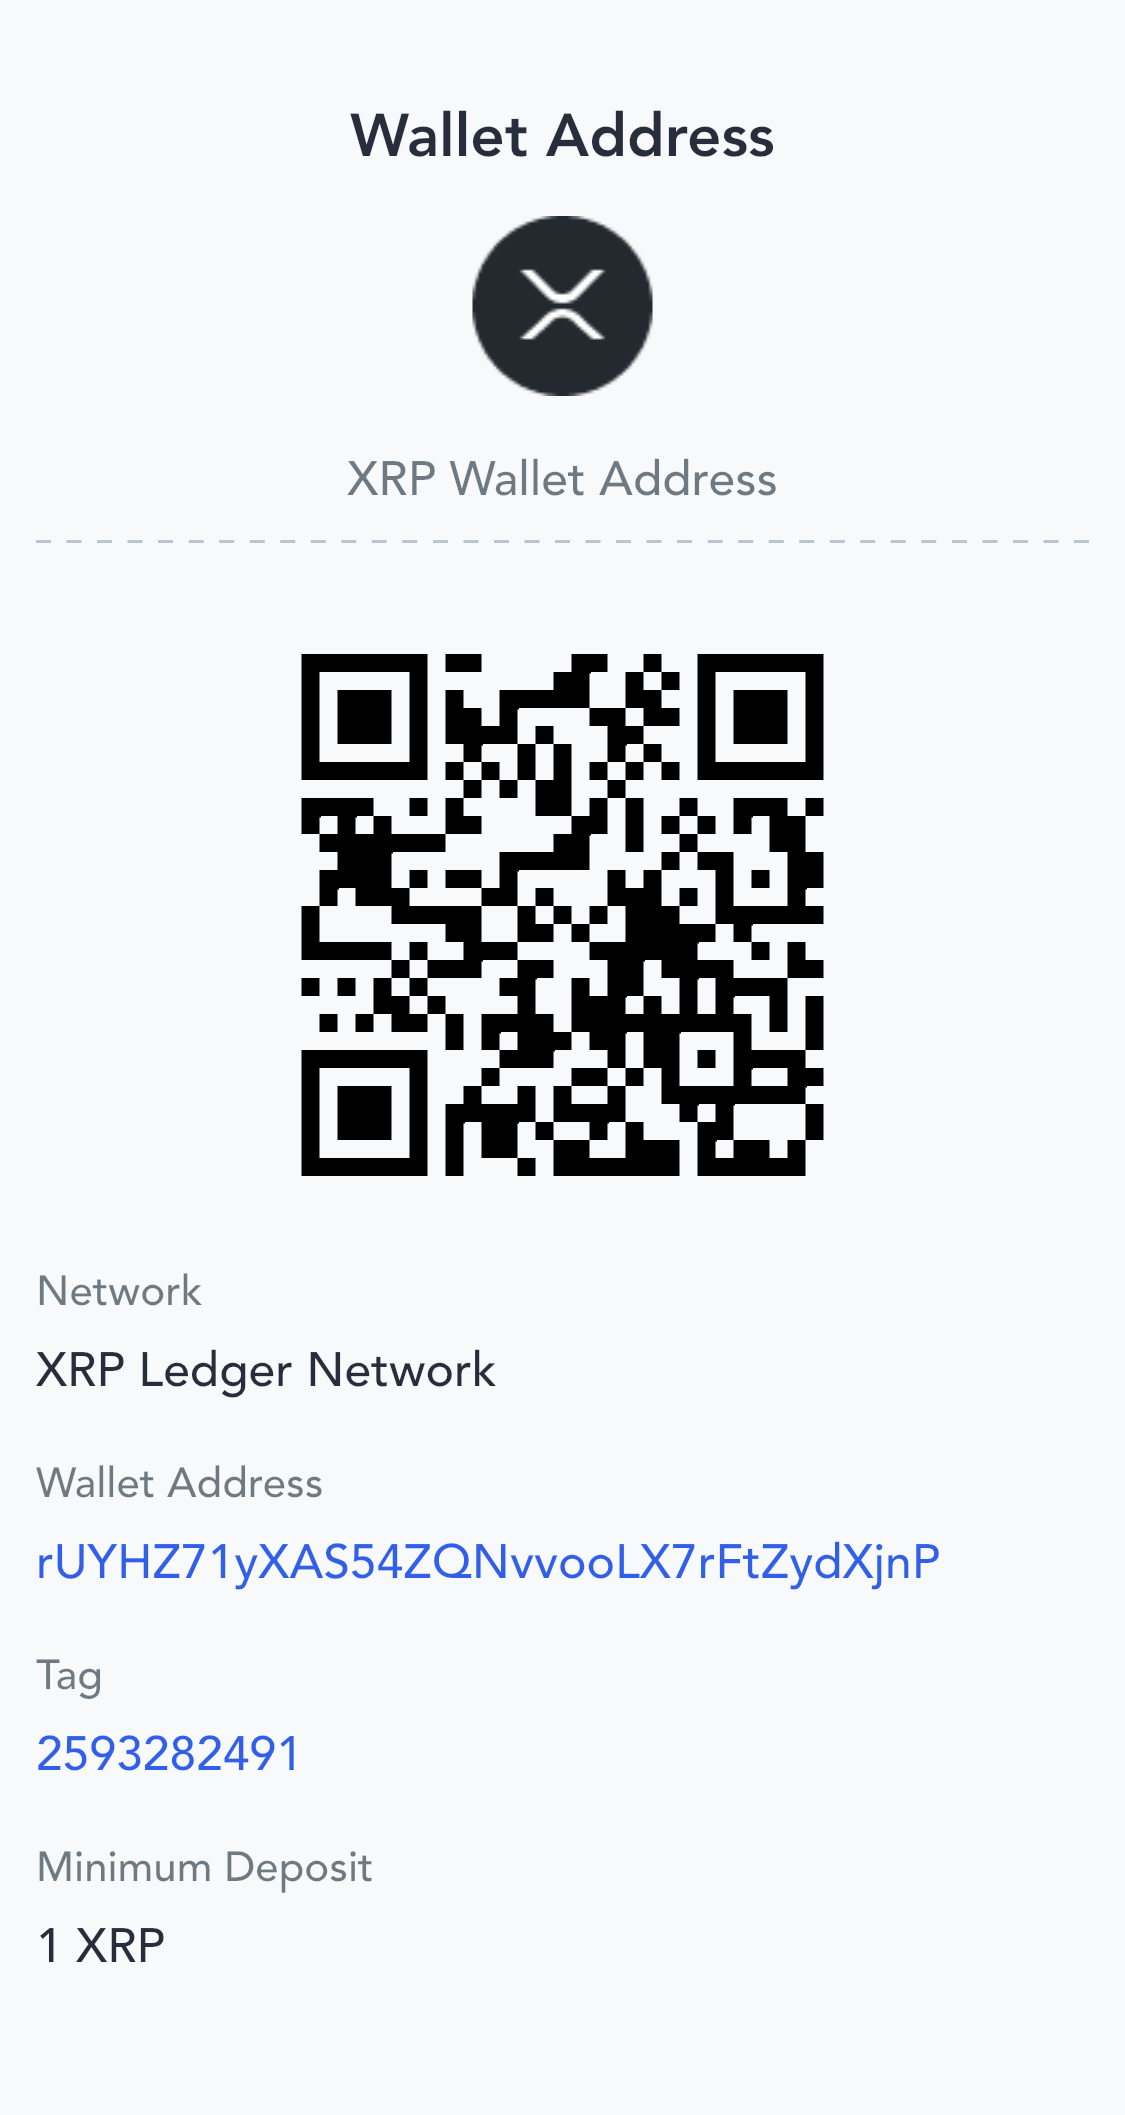 Wallet Address
XRP Wallet Address
Network
XRP Ledger Network
Wallet Address
rUYHZ71yXAS54ZQNvvooLX7rFtZydXjnP
Tag
2593282491
Minimum Deposit
1 XRP